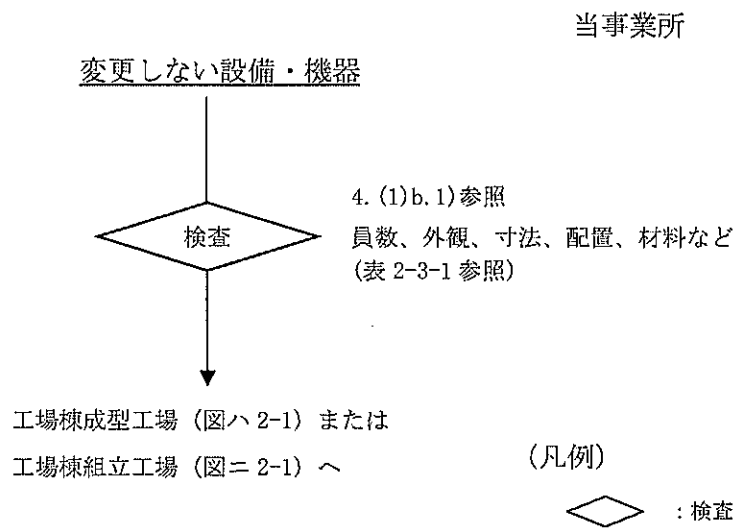 当事業所
変更しない設備・機器
4. (1)b.1)参照
検査
員数、外観、寸法、配置、材料など
(表 2-3-1 参照)
工場棟成型工場（図ハ 2-1）または
工場棟組立工場（図ニ 2-1）へ
(凡例)
：検査